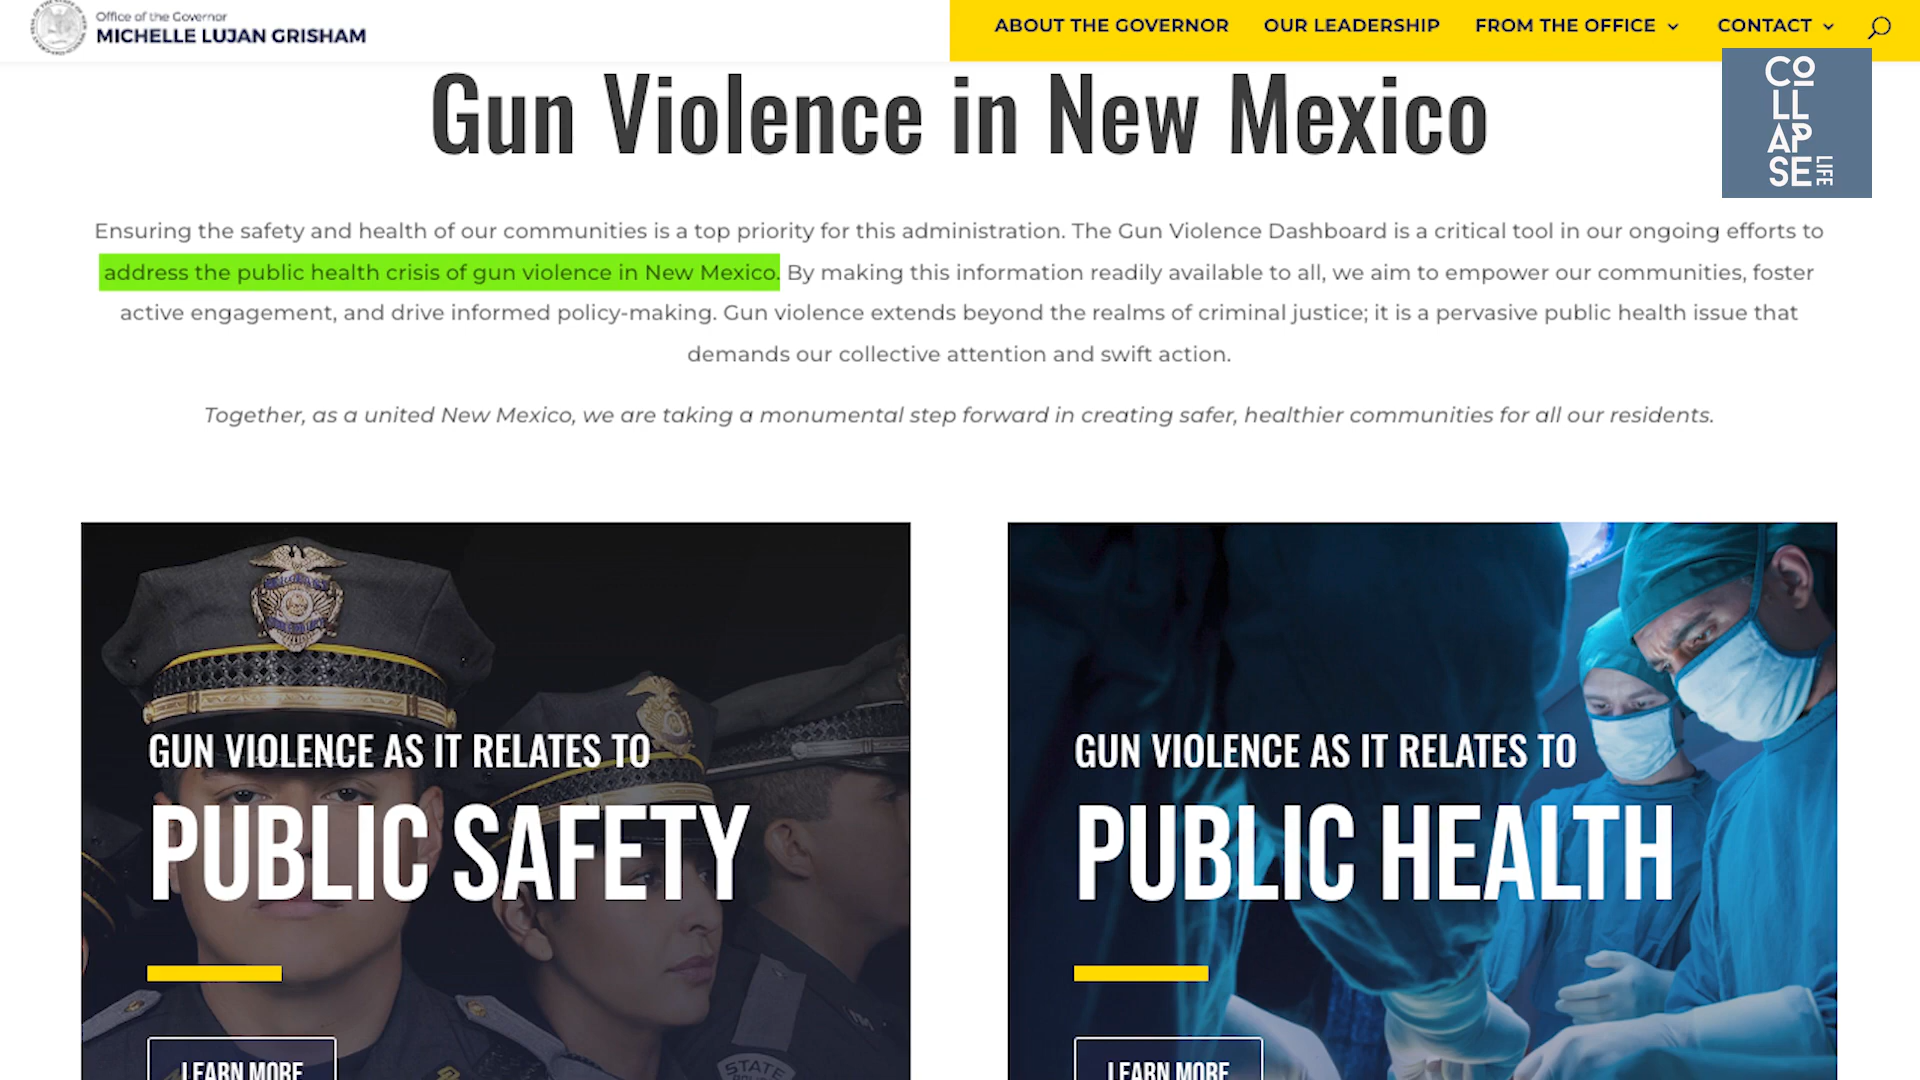 Office of the Governor
MICHELLE LUJAN GRISHAM
ABOUT THE GOVERNOR
OUR LEADERSHIP
FROM THE OFFICE
CONTACT
CO
LL
AP
SE LIFE
Gun Violence in New Mexico
Ensuring the safety and health of our communities is a top priority for this administration. The Gun Violence Dashboard is a critical tool in our ongoing efforts to
address the public health crisis of gun violence in New Mexico. By making this information readily available to all, we aim to empower our communities, foster
active engagement, and drive informed policy-making. Gun violence extends beyond the realms of criminal justice; it is a pervasive public health issue that
demands our collective attention and swift action.
Together, as a united New Mexico, we are taking a monumental step forward in creating safer, healthier communities for all our residents.
GUN VIOLENCE AS IT RELATES TO
PUBLIC SAFETY
LEARN MORE
STATE
GUN VIOLENCE AS IT RELATES TO
PUBLIC HEALTH
LEARN MORE